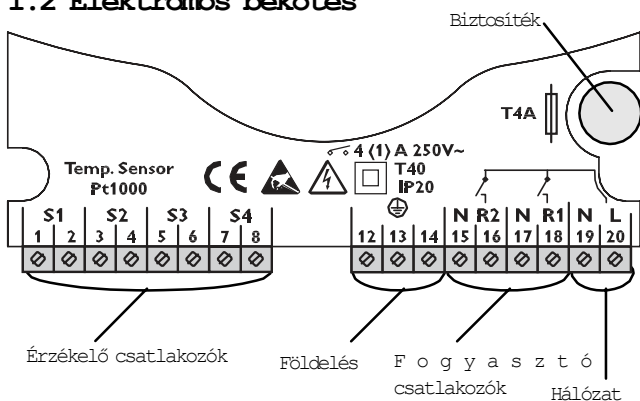 1.2 Elektromos bekötés
Biztosíték
T4A
4 (1) A 250V~
Temp. Sensor
Pt1000
CE
T40
IP20
S1 S2 S3 S4
N R2 N R1 N L
1 2 3 4 5 6 7 8
12 13 14 15 16 17 18 19 20
Érzékelő csatlakozók
Földelés
Fogyasztó
csatlakozók
Hálózat